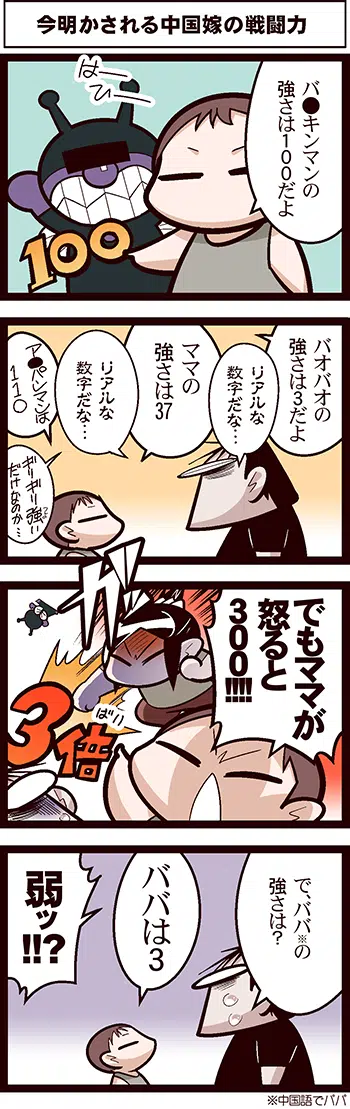 今明かされる中国嫁の戦闘力
バ●キンマンの
強さは100だよ
はーひー
100
バオバオの
強さは3だよ
リアルな
数字だな…
ママの
強さは37
リアルな
数字だな…
ア●パンマンは
110
ギリギリ強い
だけなのか…
でもママが
怒ると
300!!!!
ガッ
ばい
3倍
で、ババ※の
強さは?
ババは3
弱ッ!!?
※中国語でパパ